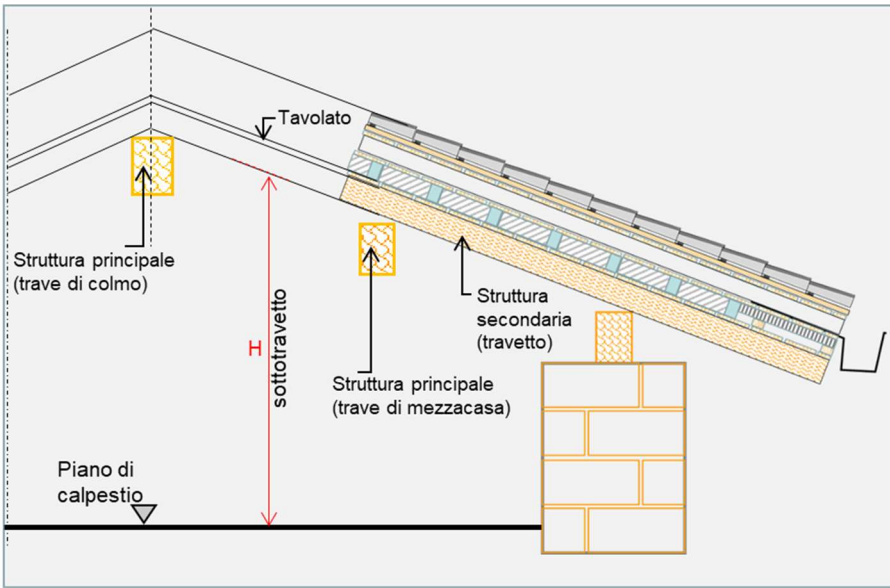 Tavolato
Struttura principale
(trave di colmo)
Struttura
secondaria
(travetto)
H
sottotravetto
Struttura principale
(trave di mezzacasa)
Piano di
calpestio